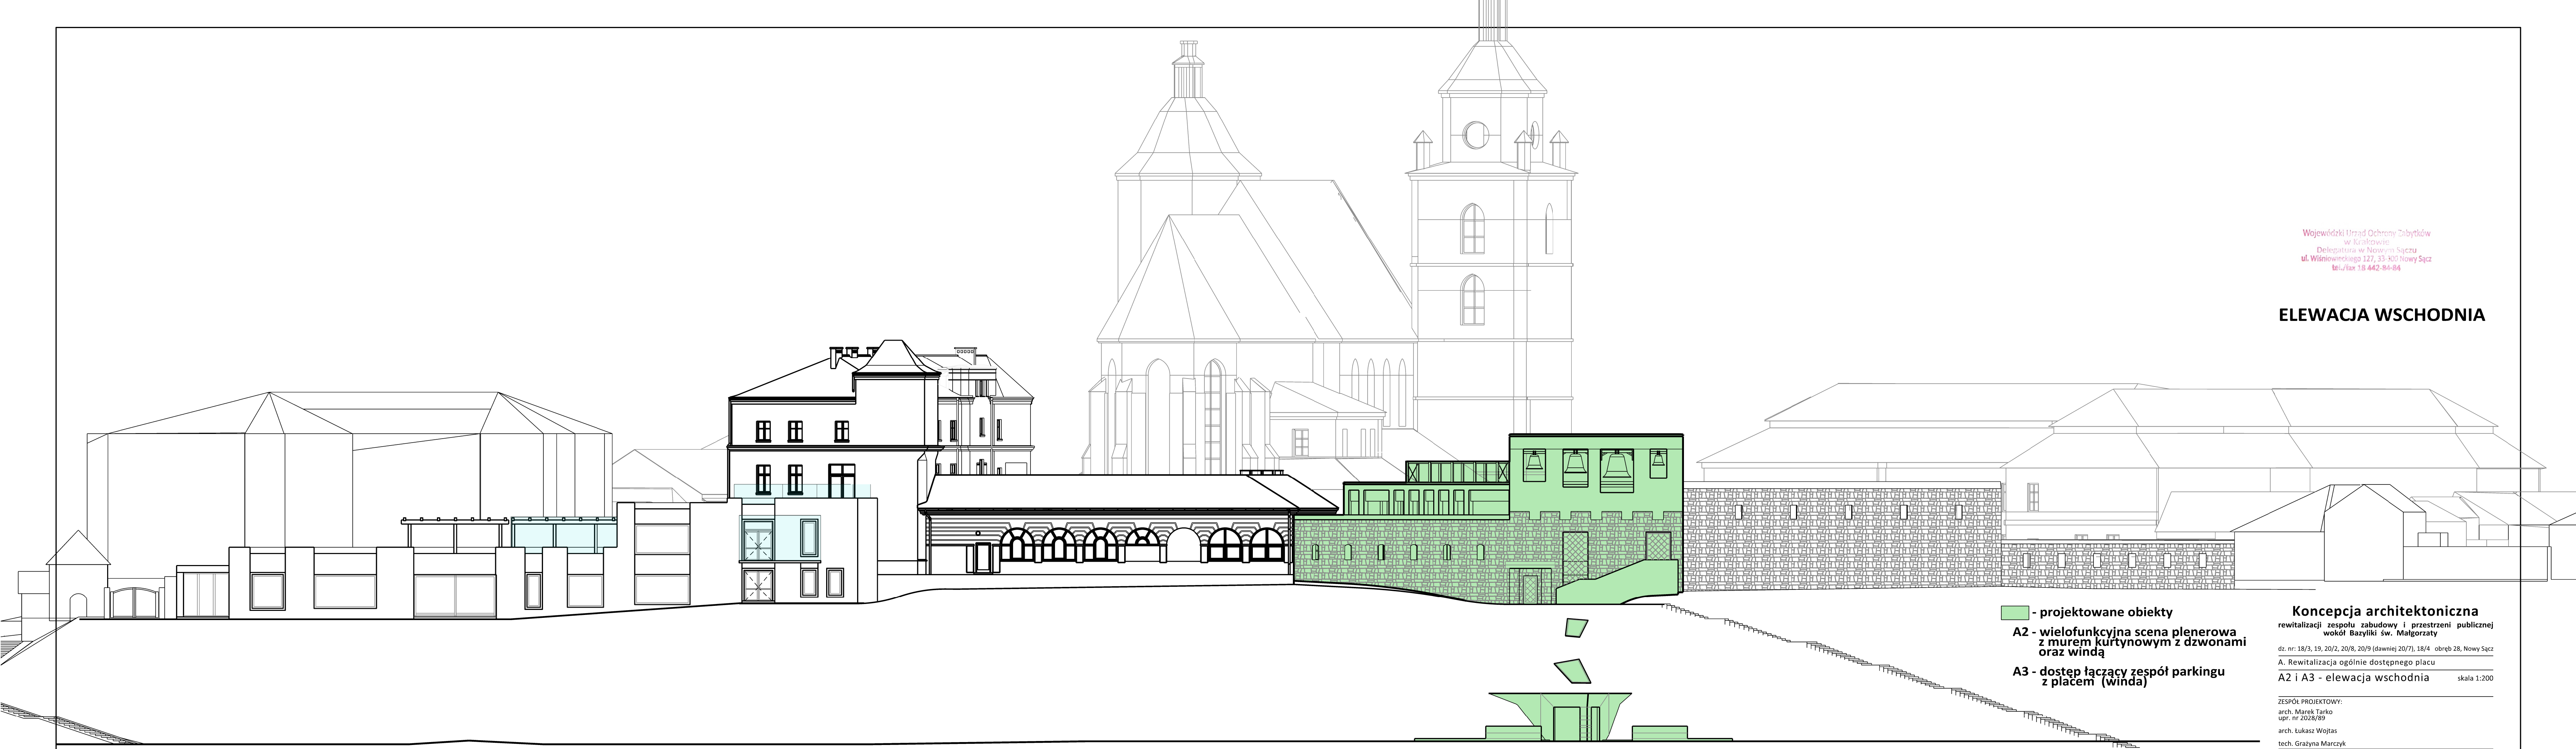 Wojewódzki Urząd Ochrony Zabytków
w Krakowie
Delegatura w Nowym Sączu
ul. Wiśniowieckiego 127, 33-300 Nowy Sącz
tel./fax 18 442-84-84
ELEWACJA WSCHODNIA
- projektowane obiekty
A2 - wielofunkcyjna scena plenerowa
z murem kurtynowym z dzwonami
oraz windą
A3 - dostęp łączący zespół parkingu
z placem (winda)
Koncepcja architektoniczna
rewitalizacji zespołu zabudowy i przestrzeni publicznej
wokół Bazyliki św. Małgorzaty
dz. nr: 18/3, 19, 20/2, 20/8, 20/9 (dawniej 20/7), 18/4 obręb 28, Nowy Sącz
A. Rewitalizacja ogólnie dostępnego placu
A2 i A3 - elewacja wschodnia skala 1:200
ZESPÓŁ PROJEKTOWY:
arch. Marek Tarko
upr. nr 2028/89
arch. Łukasz Wojtas
tech. Grażyna Marczyk